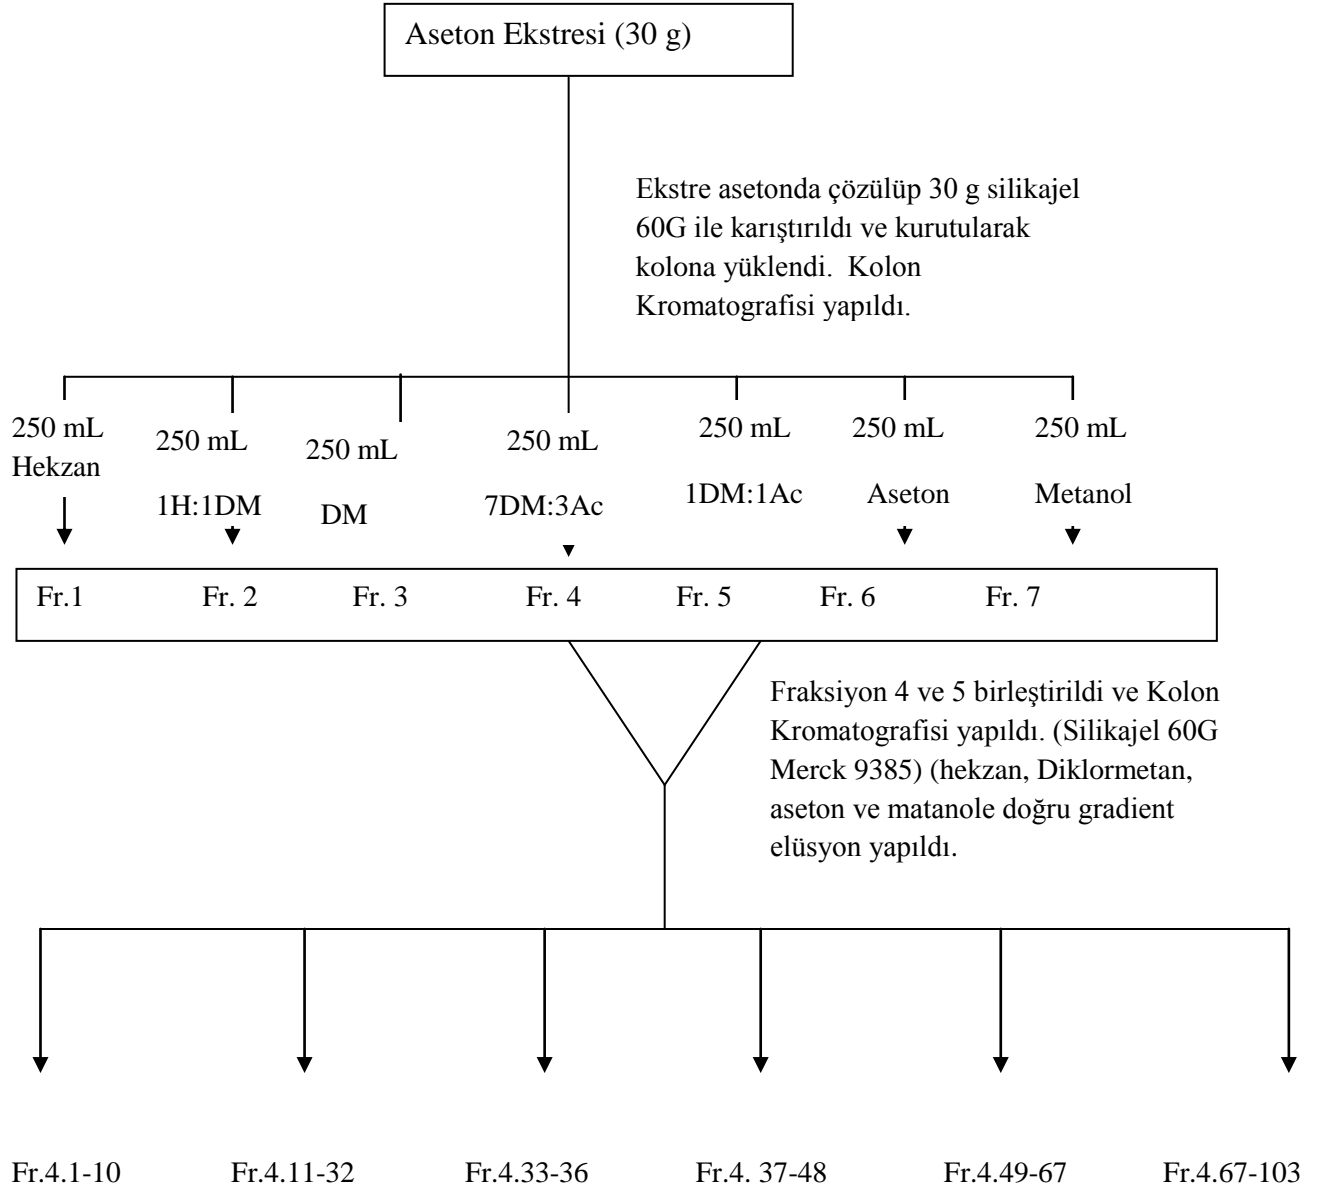 Aseton Ekstresi (30 g)
Ekstre asetonda çözülüp 30 g silikajel
60G ile karıştırıldı ve kurutularak
kolona yüklendi. Kolon
Kromatografisi yapıldı.
250 mL
Hekzan
250 mL
1H:1DM
250 mL
DM
250 mL
7DM:3Ac
250 mL
1DM:1Ac
250 mL
Aseton
250 mL
Metanol
Fr.1 Fr. 2 Fr. 3 Fr. 4 Fr. 5 Fr. 6 Fr. 7
Fraksiyon 4 ve 5 birleştirildi ve Kolon
Kromatografisi yapıldı. (Silikajel 60G
Merck 9385) (hekzan, Diklormetan,
aseton ve matanole doğru gradient
elüsyon yapıldı.
Fr.4.1-10 Fr.4.11-32 Fr.4.33-36 Fr.4. 37-48 Fr.4.49-67 Fr.4.67-103